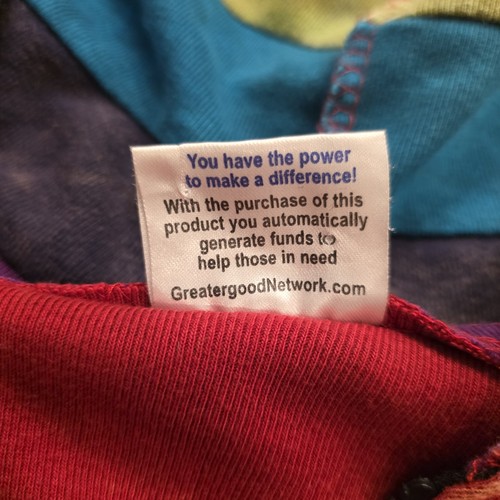 You have the power
to make a difference!
With the purchase of this
product you automatically
generate funds to
help those in need
GreatergoodNetwork.com